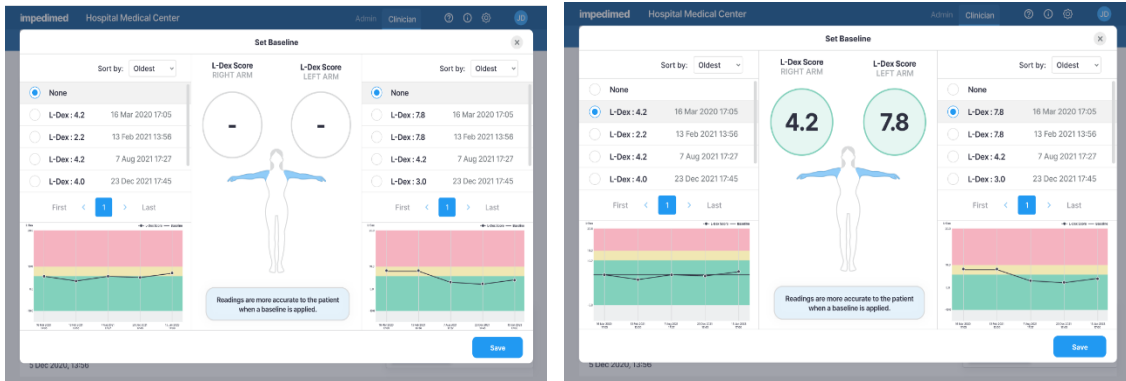 impedimed Hospital Medical Center Admin Clinician JD
Set Baseline
Sort by: Oldest
None
L-Dex : 4.2 16 Mar 2020 17:05
L-Dex : 2.2 13 Feb 2021 13:56
L-Dex : 4.2 7 Aug 2021 17:27
L-Dex : 4.0 23 Dec 2021 17:45
First < 1 > Last
L-Dex Score
RIGHT ARM
-
L-Dex Score
LEFT ARM
-
Readings are more accurate to the patient
when a baseline is applied.
Sort by: Oldest
None
L-Dex : 7.8 16 Mar 2020 17:05
L-Dex : 7.8 13 Feb 2021 13:56
L-Dex : 4.2 7 Aug 2021 17:27
L-Dex : 3.0 23 Dec 2021 17:45
First < 1 > Last
Save
5 Dec 2020, 13:56
impedimed Hospital Medical Center Admin Clinician JD
Set Baseline
Sort by: Oldest
None
L-Dex : 4.2 16 Mar 2020 17:05
L-Dex : 2.2 13 Feb 2021 13:56
L-Dex : 4.2 7 Aug 2021 17:27
L-Dex : 4.0 23 Dec 2021 17:45
First < 1 > Last
L-Dex Score
RIGHT ARM
4.2
L-Dex Score
LEFT ARM
7.8
Readings are more accurate to the patient
when a baseline is applied.
Sort by: Oldest
None
L-Dex : 7.8 16 Mar 2020 17:05
L-Dex : 7.8 13 Feb 2021 13:56
L-Dex : 4.2 7 Aug 2021 17:27
L-Dex : 3.0 23 Dec 2021 17:45
First < 1 > Last
Save
5 Dec 2020, 13:56